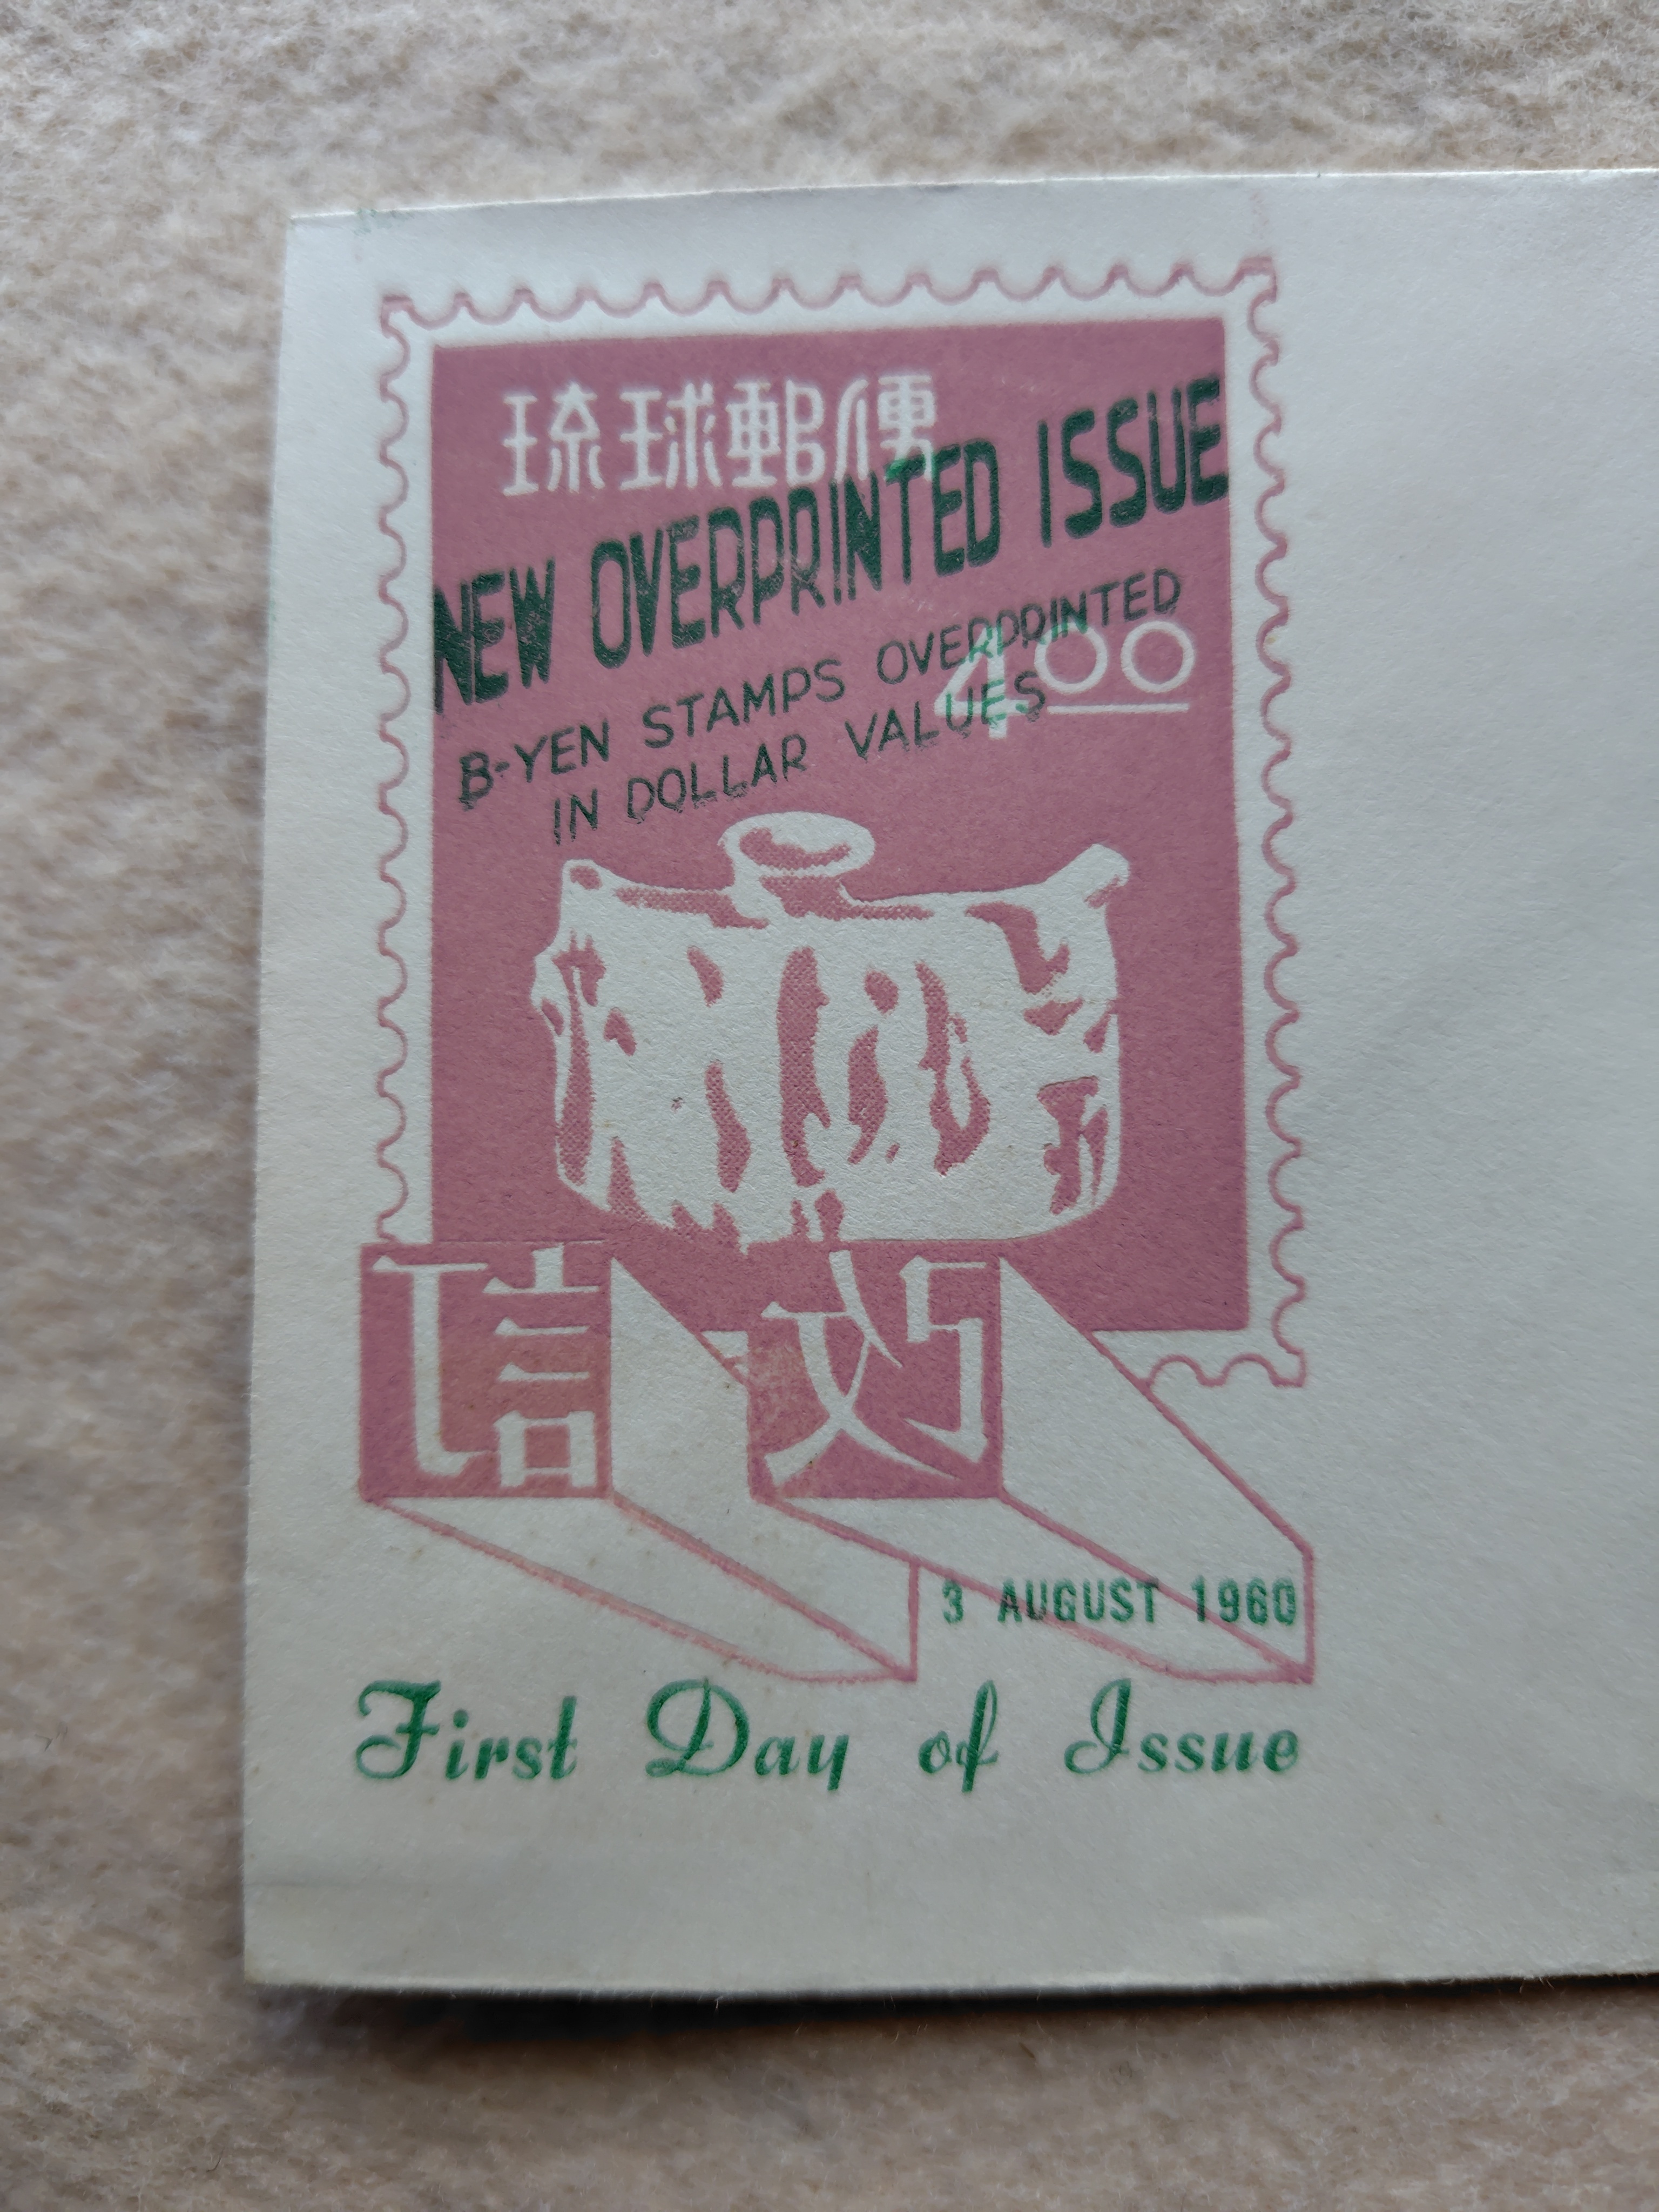 琉球郵便
NEW OVERPRINTED ISSUE
4.00
B-YEN STAMPS OVERPRINTED
IN DOLLAR VALUES
3 AUGUST 1960
First Day of Issue